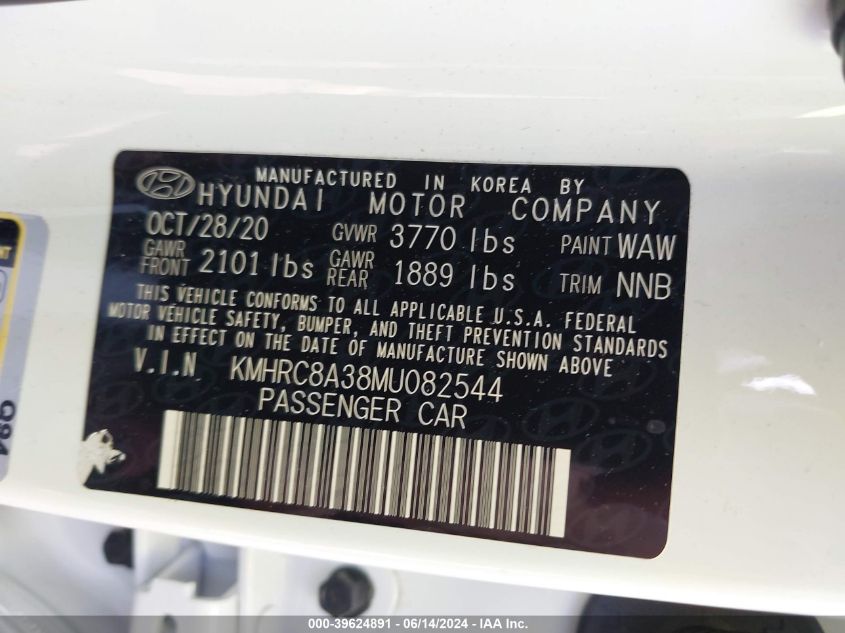 MANUFACTURED IN KOREA BY
HYUNDAI MOTOR COMPANY
OCT/28/20 GVWR 3770 lbs PAINT WAW
GAWR FRONT 2101 lbs GAWR REAR 1889 lbs TRIM NNB
THIS VEHICLE CONFORMS TO ALL APPLICABLE U.S.A. FEDERAL
MOTOR VEHICLE SAFETY, BUMPER, AND THEFT PREVENTION STANDARDS
IN EFFECT ON THE DATE OF MANUFACTURE SHOWN ABOVE
V.I.N KMHRC8A38MU082544
PASSENGER CAR
000-39624891 - 06/14/2024 - IAA Inc.